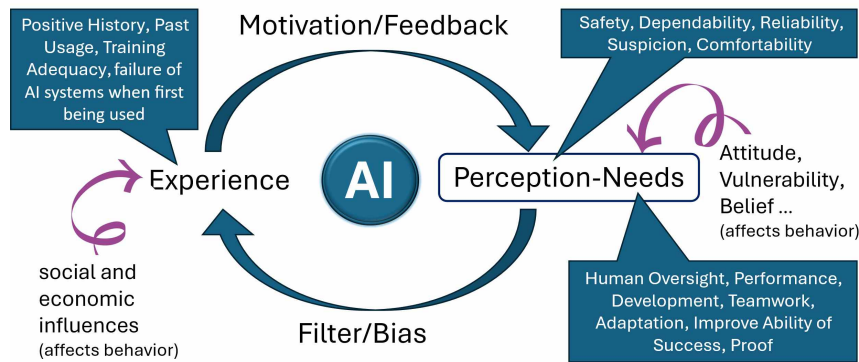 Positive History, Past
Usage, Training
Adequacy, failure of
AI systems when first
being used
Motivation/Feedback
Safety, Dependability, Reliability,
Suspicion, Comfortability
Experience
AI
Perception-Needs
Attitude,
Vulnerability,
Belief ...
(affects behavior)
social and
economic
influences
(affects behavior)
Filter/Bias
Human Oversight, Performance,
Development, Teamwork,
Adaptation, Improve Ability of
Success, Proof